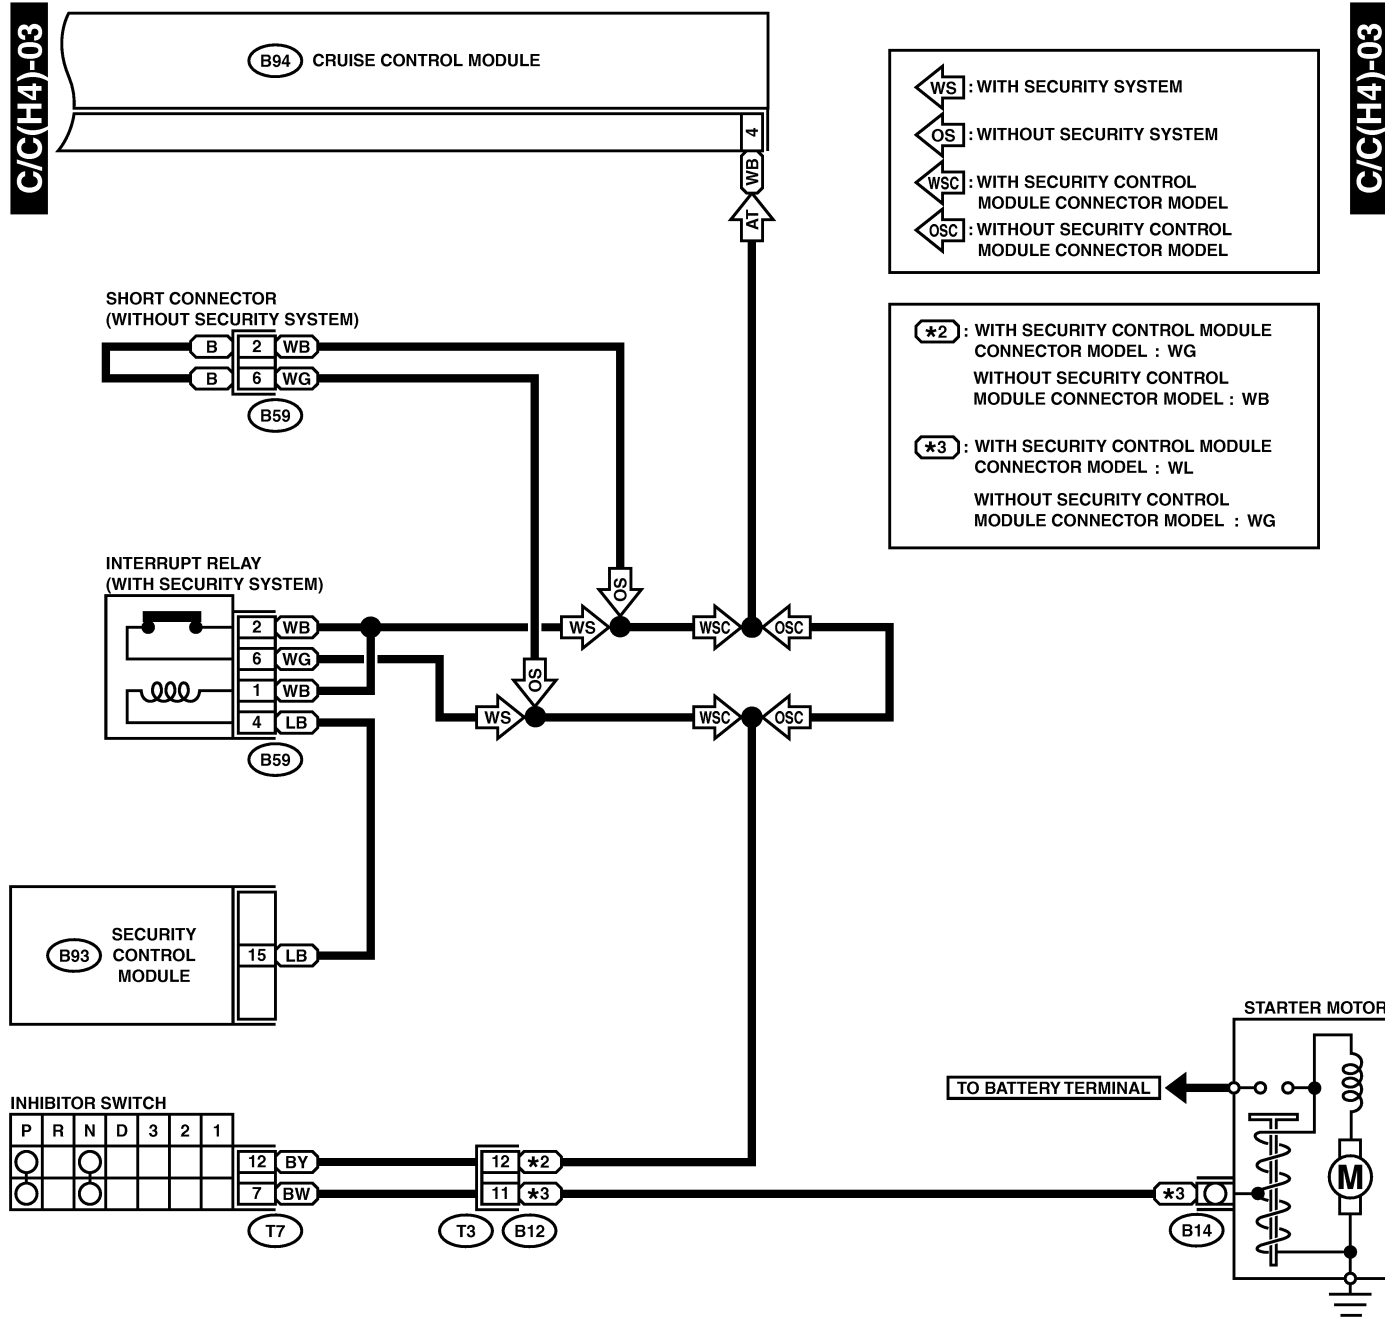 C/C(H4)-03
C/C(H4)-03
B94 CRUISE CONTROL MODULE
4
WB
AT
WS : WITH SECURITY SYSTEM
OS : WITHOUT SECURITY SYSTEM
WSC : WITH SECURITY CONTROL
MODULE CONNECTOR MODEL
OSC : WITHOUT SECURITY CONTROL
MODULE CONNECTOR MODEL
*2 : WITH SECURITY CONTROL MODULE
CONNECTOR MODEL : WG
WITHOUT SECURITY CONTROL
MODULE CONNECTOR MODEL : WB
*3 : WITH SECURITY CONTROL MODULE
CONNECTOR MODEL : WL
WITHOUT SECURITY CONTROL
MODULE CONNECTOR MODEL : WG
SHORT CONNECTOR
(WITHOUT SECURITY SYSTEM)
B 2 WB
B 6 WG
B59
INTERRUPT RELAY
(WITH SECURITY SYSTEM)
OS
2 WB WS WSC OSC
6 WG
OS
1 WB
4 LB WS WSC OSC
B59
B93
SECURITY
CONTROL
MODULE
15 LB
STARTER MOTOR
TO BATTERY TERMINAL
M
INHIBITOR SWITCH
P R N D 3 2 1
12 BY 12 *2
7 BW 11 *3 *3
T7 T3 B12 B14